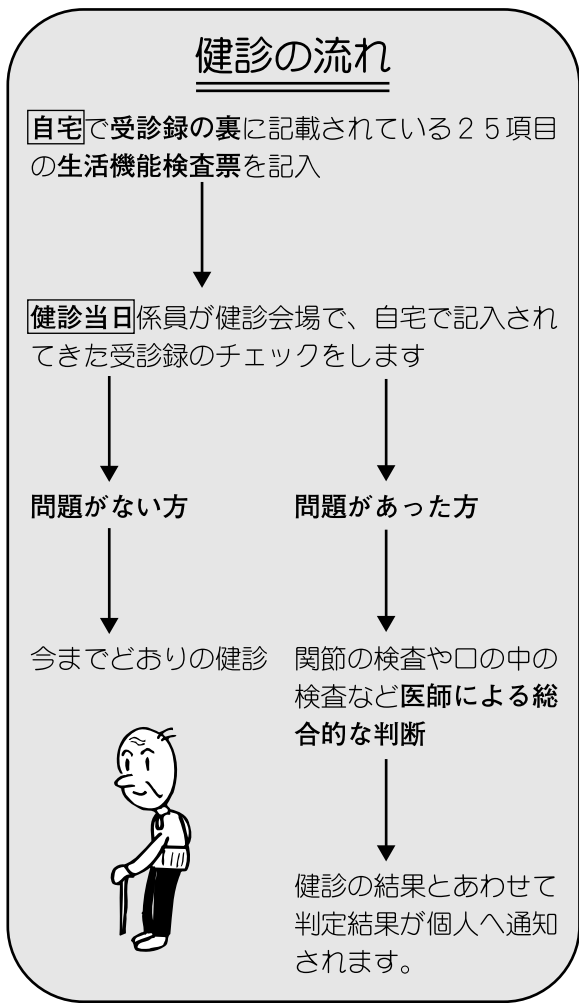 健診の流れ
自宅で受診録の裏に記載されている２５項目
の生活機能検査票を記入
健診当日係員が健診会場で、自宅で記入され
てきた受診録のチェックをします
問題がない方
今までどおりの健診
問題があった方
関節の検査や口の中の
検査など医師による総
合的な判断
健診の結果とあわせて
判定結果が個人へ通知
されます。